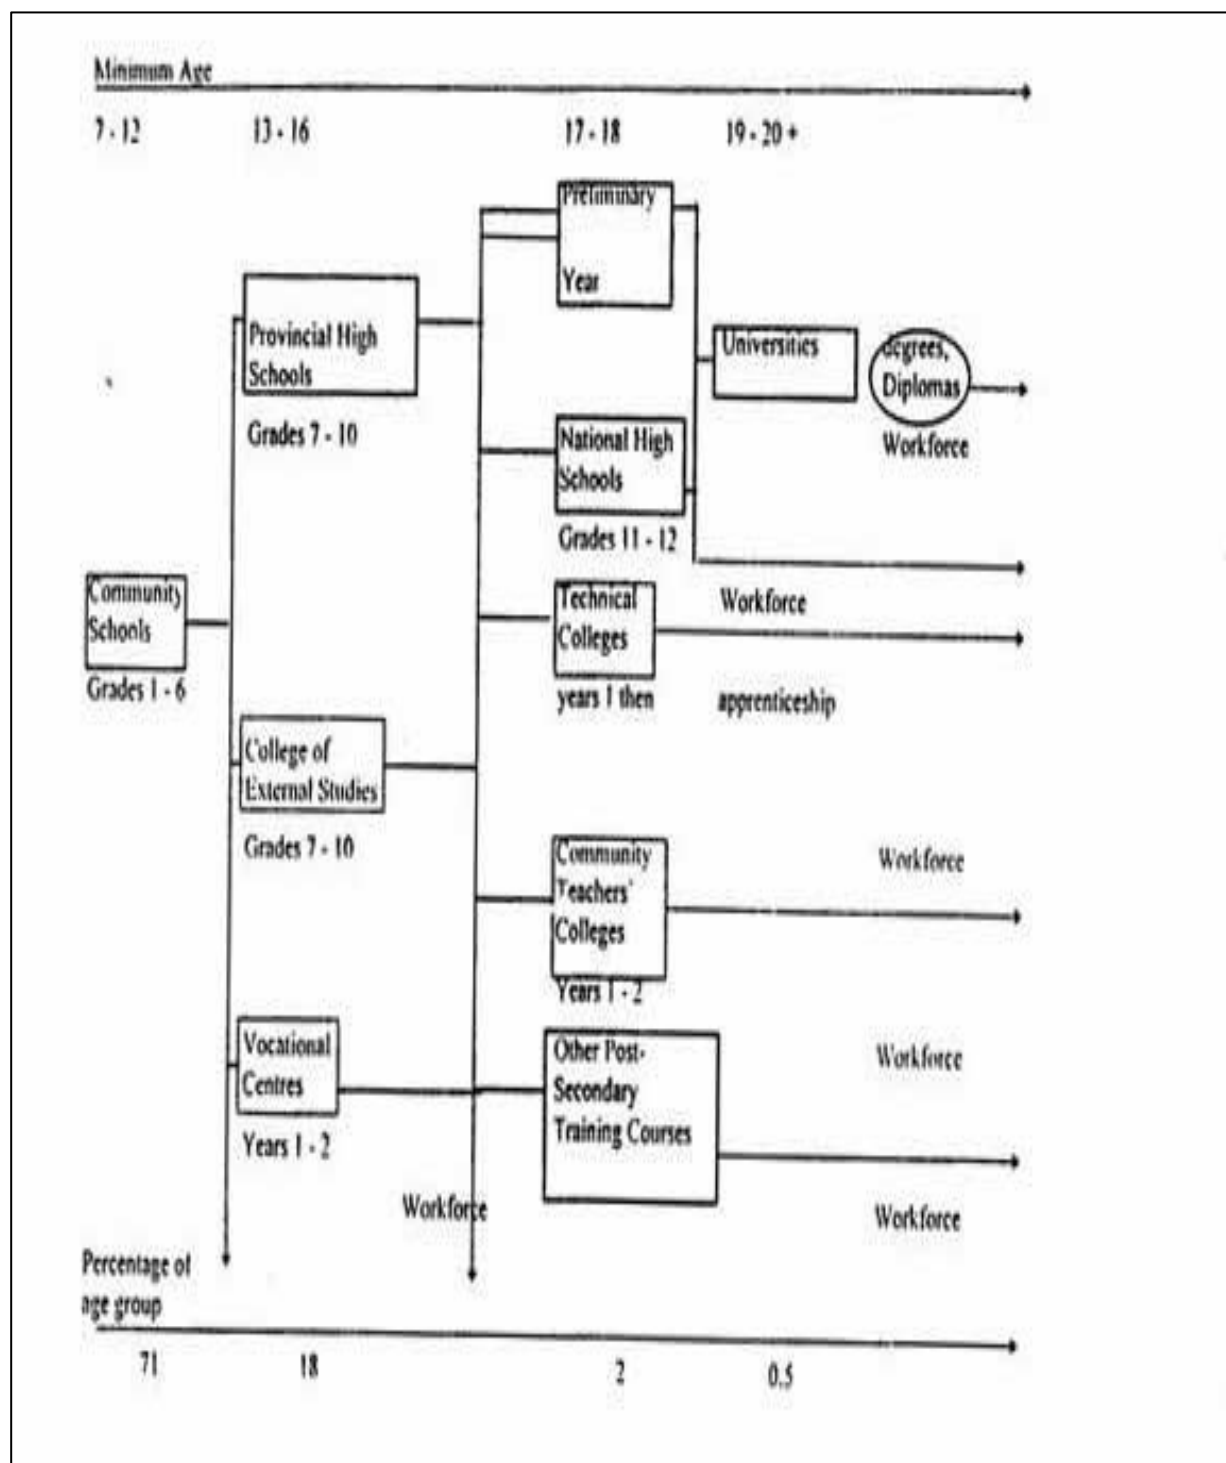 Minimum Age
7 - 12 13 - 16 17 - 18 19 - 20 +
Preliminary
Year
Provincial High
Schools
Grades 7 - 10
Universities
degrees,
Diplomas
Workforce
National High
Schools
Grades 11 - 12
Community
Schools
Grades 1 - 6
Technical
Colleges
years 1 then
Workforce
apprenticeship
College of
External Studies
Grades 7 - 10
Community
Teachers'
Colleges
Years 1 - 2
Workforce
Vocational
Centres
Years 1 - 2
Other Post-
Secondary
Training Courses
Workforce
Workforce
Workforce
Percentage of
age group
71 18 2 0.5